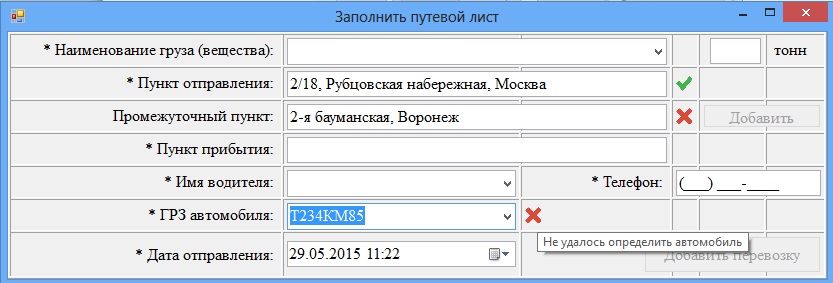 Заполнить путевой лист
* Наименование груза (вещества): тонн
* Пункт отправления: 2/18, Рубцовская набережная, Москва
Промежуточный пункт: 2-я бауманская, Воронеж Добавить
* Пункт прибытия:
* Имя водителя: * Телефон: (___) ___-____
* ГРЗ автомобиля: Т234КМ85
Не удалось определить автомобиль
* Дата отправления: 29.05.2015 11:22 Добавить перевозку